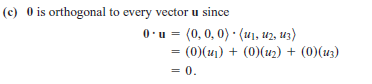 (c) 0 is orthogonal to every vector u since
0 · u = ⟨0, 0, 0⟩ · ⟨u₁, u₂, u₃⟩
= (0)(u₁) + (0)(u₂) + (0)(u₃)
= 0.